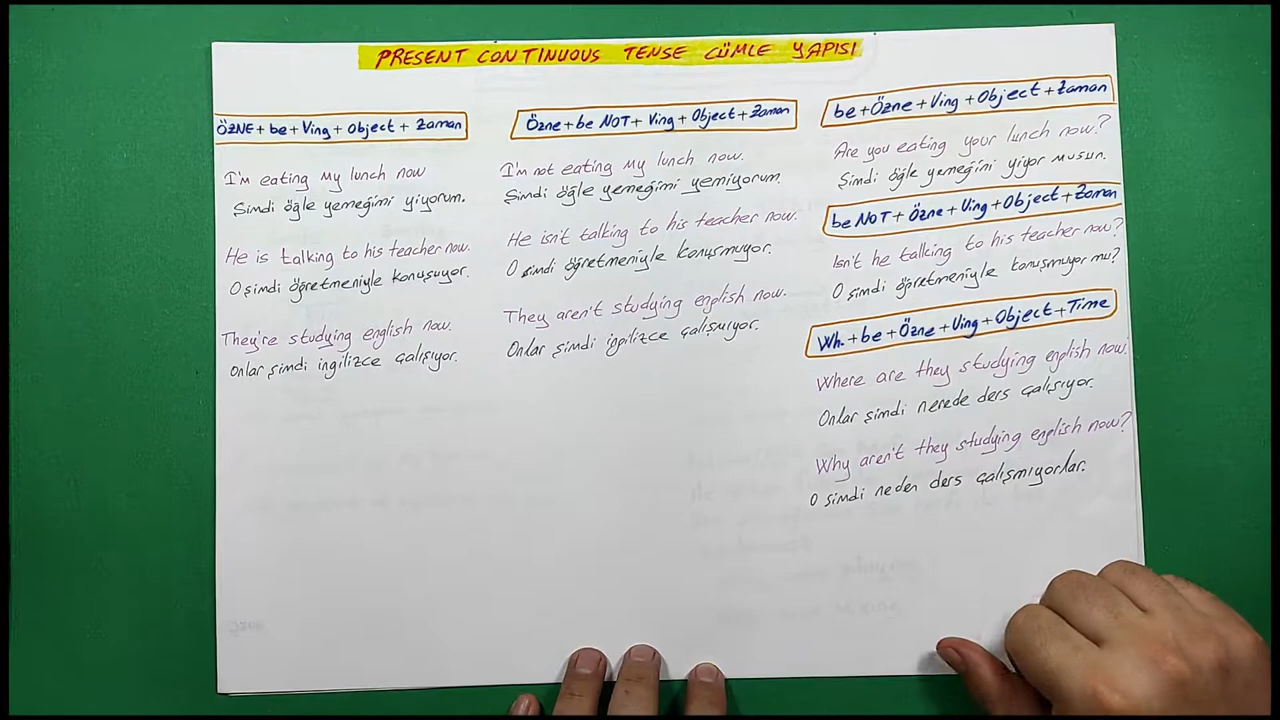 PRESENT CONTINUOUS TENSE CÜMLE YAPISI
ÖZNE + be + Ving + Object + Zaman
I'm eating my lunch now
Şimdi öğle yemeğimi yiyorum.
He is talking to his teacher now.
O şimdi öğretmeniyle konuşuyor.
They're studying english now.
Onlar şimdi ingilizce çalışıyor.
Özne + be NOT + Ving + Object + Zaman
I'm not eating my lunch now.
Şimdi öğle yemeğimi yemiyorum.
He isn't talking to his teacher now.
O şimdi öğretmeniyle konuşmuyor.
They aren't studying english now.
Onlar şimdi ingilizce çalışmıyor.
be + Özne + Ving + Object + Zaman
Are you eating your lunch now?
Şimdi öğle yemeğini yiyor musun.
be NOT + Özne + Ving + Object + Zaman
Isn't he talking to his teacher now?
O şimdi öğretmeniyle konuşmuyor mu?
Wh. + be + Özne + Ving + Object + Time
Where are they studying english now.
Onlar şimdi nerede ders çalışıyor.
Why aren't they studying english now?
O şimdi neden ders çalışmıyorlar.